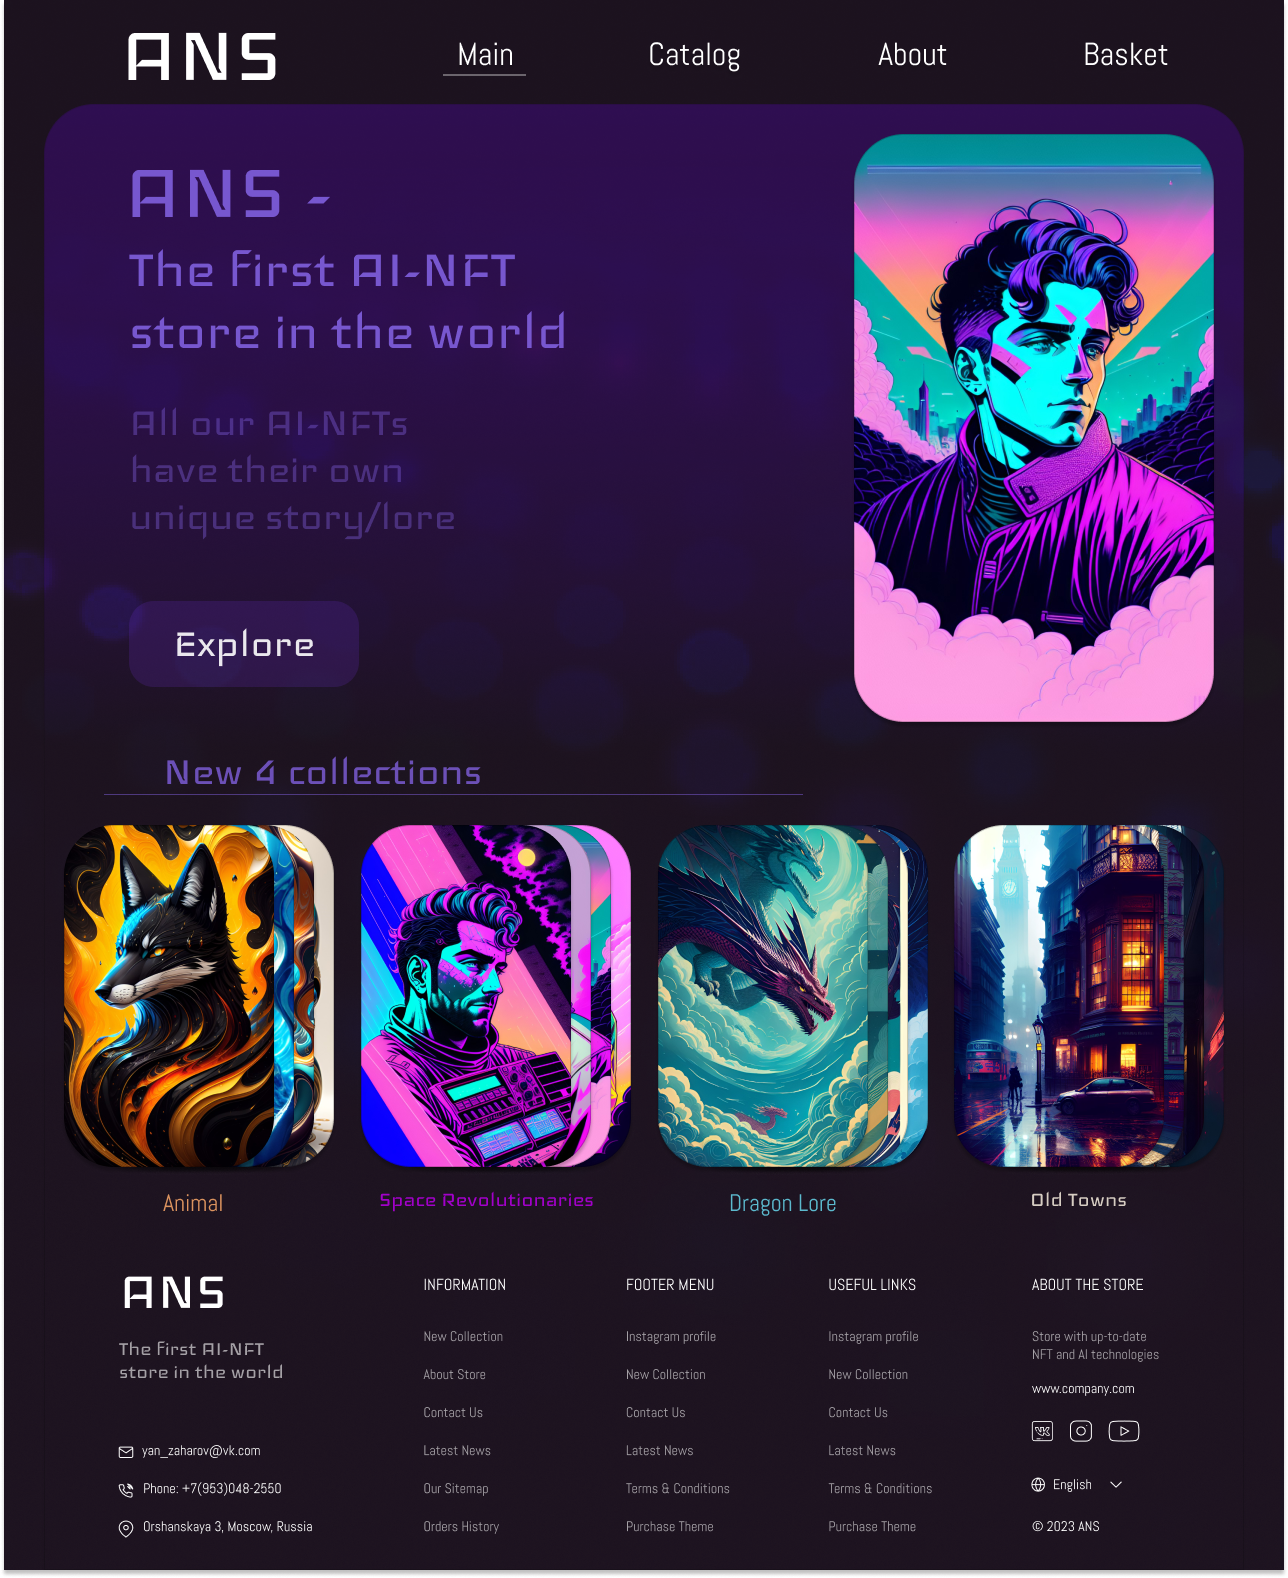 ANS
Main
Catalog
About
Basket
ANS -
The first AI-NFT
store in the world
All our AI-NFTs
have their own
unique story/lore
Explore
New 4 collections
Animal
Space Revolutionaries
Dragon Lore
Old Towns
ANS
The first AI-NFT
store in the world
yan_zaharov@vk.com
Phone: +7(953)048-2550
Orshanskaya 3, Moscow, Russia
INFORMATION
New Collection
About Store
Contact Us
Latest News
Our Sitemap
Orders History
FOOTER MENU
Instagram profile
New Collection
Contact Us
Latest News
Terms & Conditions
Purchase Theme
USEFUL LINKS
Instagram profile
New Collection
Contact Us
Latest News
Terms & Conditions
Purchase Theme
ABOUT THE STORE
Store with up-to-date
NFT and AI technologies
www.company.com
English
© 2023 ANS